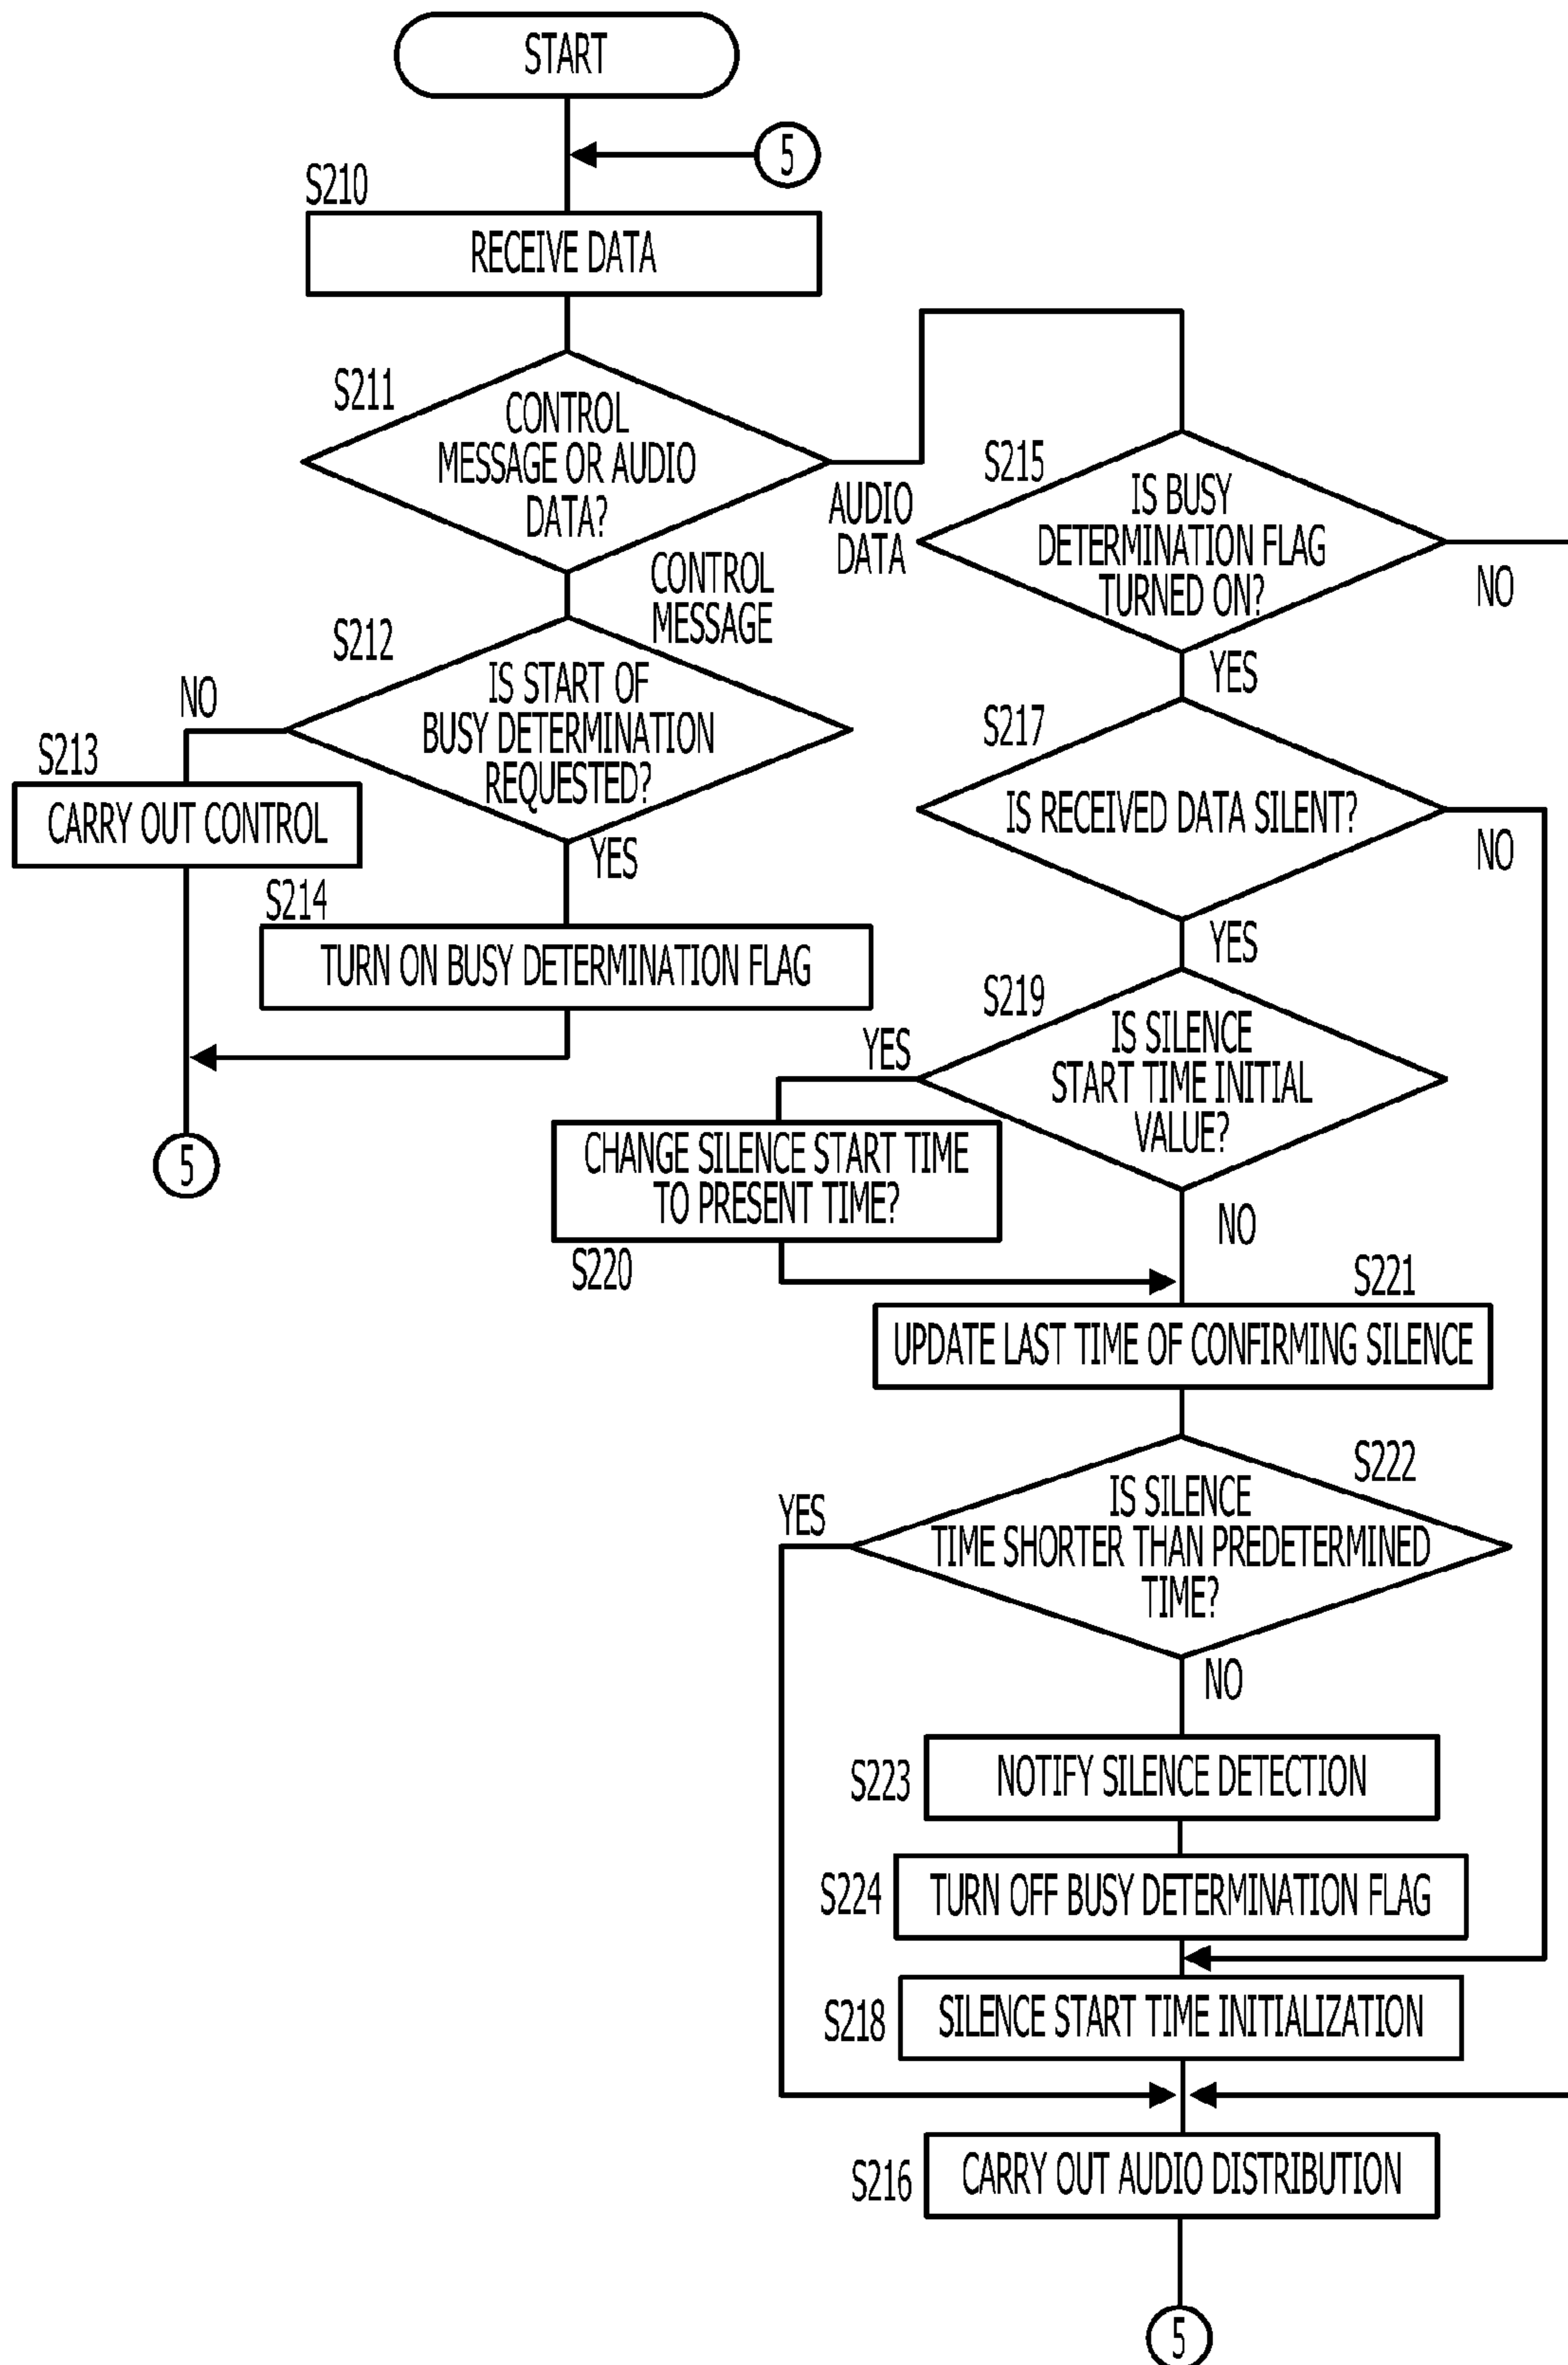 START
5
S210
RECEIVE DATA
S211
CONTROL
MESSAGE OR AUDIO
DATA?
AUDIO
DATA
CONTROL
MESSAGE
S212
IS START OF
BUSY DETERMINATION
REQUESTED?
NO
S213
CARRY OUT CONTROL
YES
S214
TURN ON BUSY DETERMINATION FLAG
5
S215
IS BUSY
DETERMINATION FLAG
TURNED ON?
NO
YES
S217
IS RECEIVED DATA SILENT?
NO
YES
S219
IS SILENCE
START TIME INITIAL
VALUE?
YES
CHANGE SILENCE START TIME
TO PRESENT TIME?
S220
NO
S221
UPDATE LAST TIME OF CONFIRMING SILENCE
S222
IS SILENCE
TIME SHORTER THAN PREDETERMINED
TIME?
YES
NO
S223
NOTIFY SILENCE DETECTION
S224
TURN OFF BUSY DETERMINATION FLAG
S218
SILENCE START TIME INITIALIZATION
S216
CARRY OUT AUDIO DISTRIBUTION
5